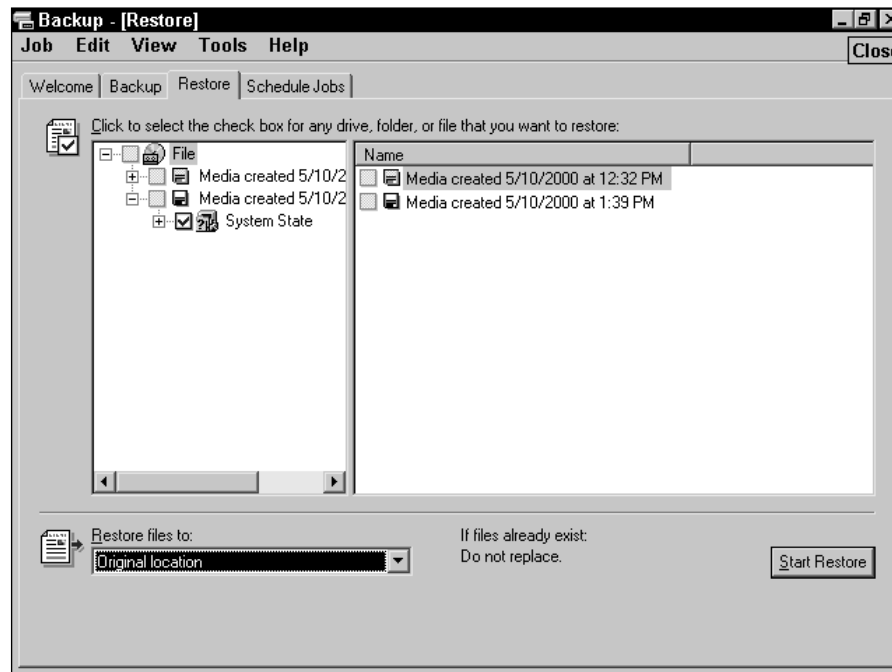 Backup - [Restore]
Job Edit View Tools Help
Clos
Welcome Backup Restore Schedule Jobs
Click to select the check box for any drive, folder, or file that you want to restore:
File
Media created 5/10/2
Media created 5/10/2
System State
Name
Media created 5/10/2000 at 12:32 PM
Media created 5/10/2000 at 1:39 PM
Restore files to:
Original location
If files already exist:
Do not replace.
Start Restore